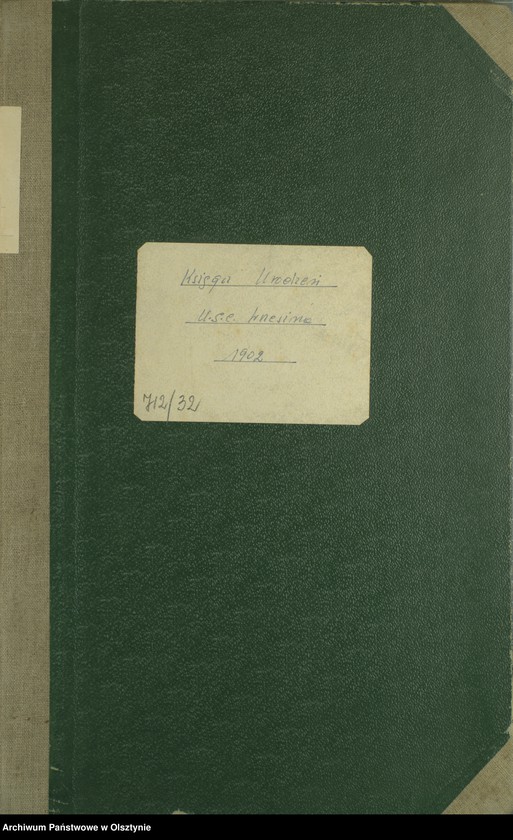 Księga Urodzeń
U.S.C.
1902
712/32
Archiwum Państwowe w Olsztynie